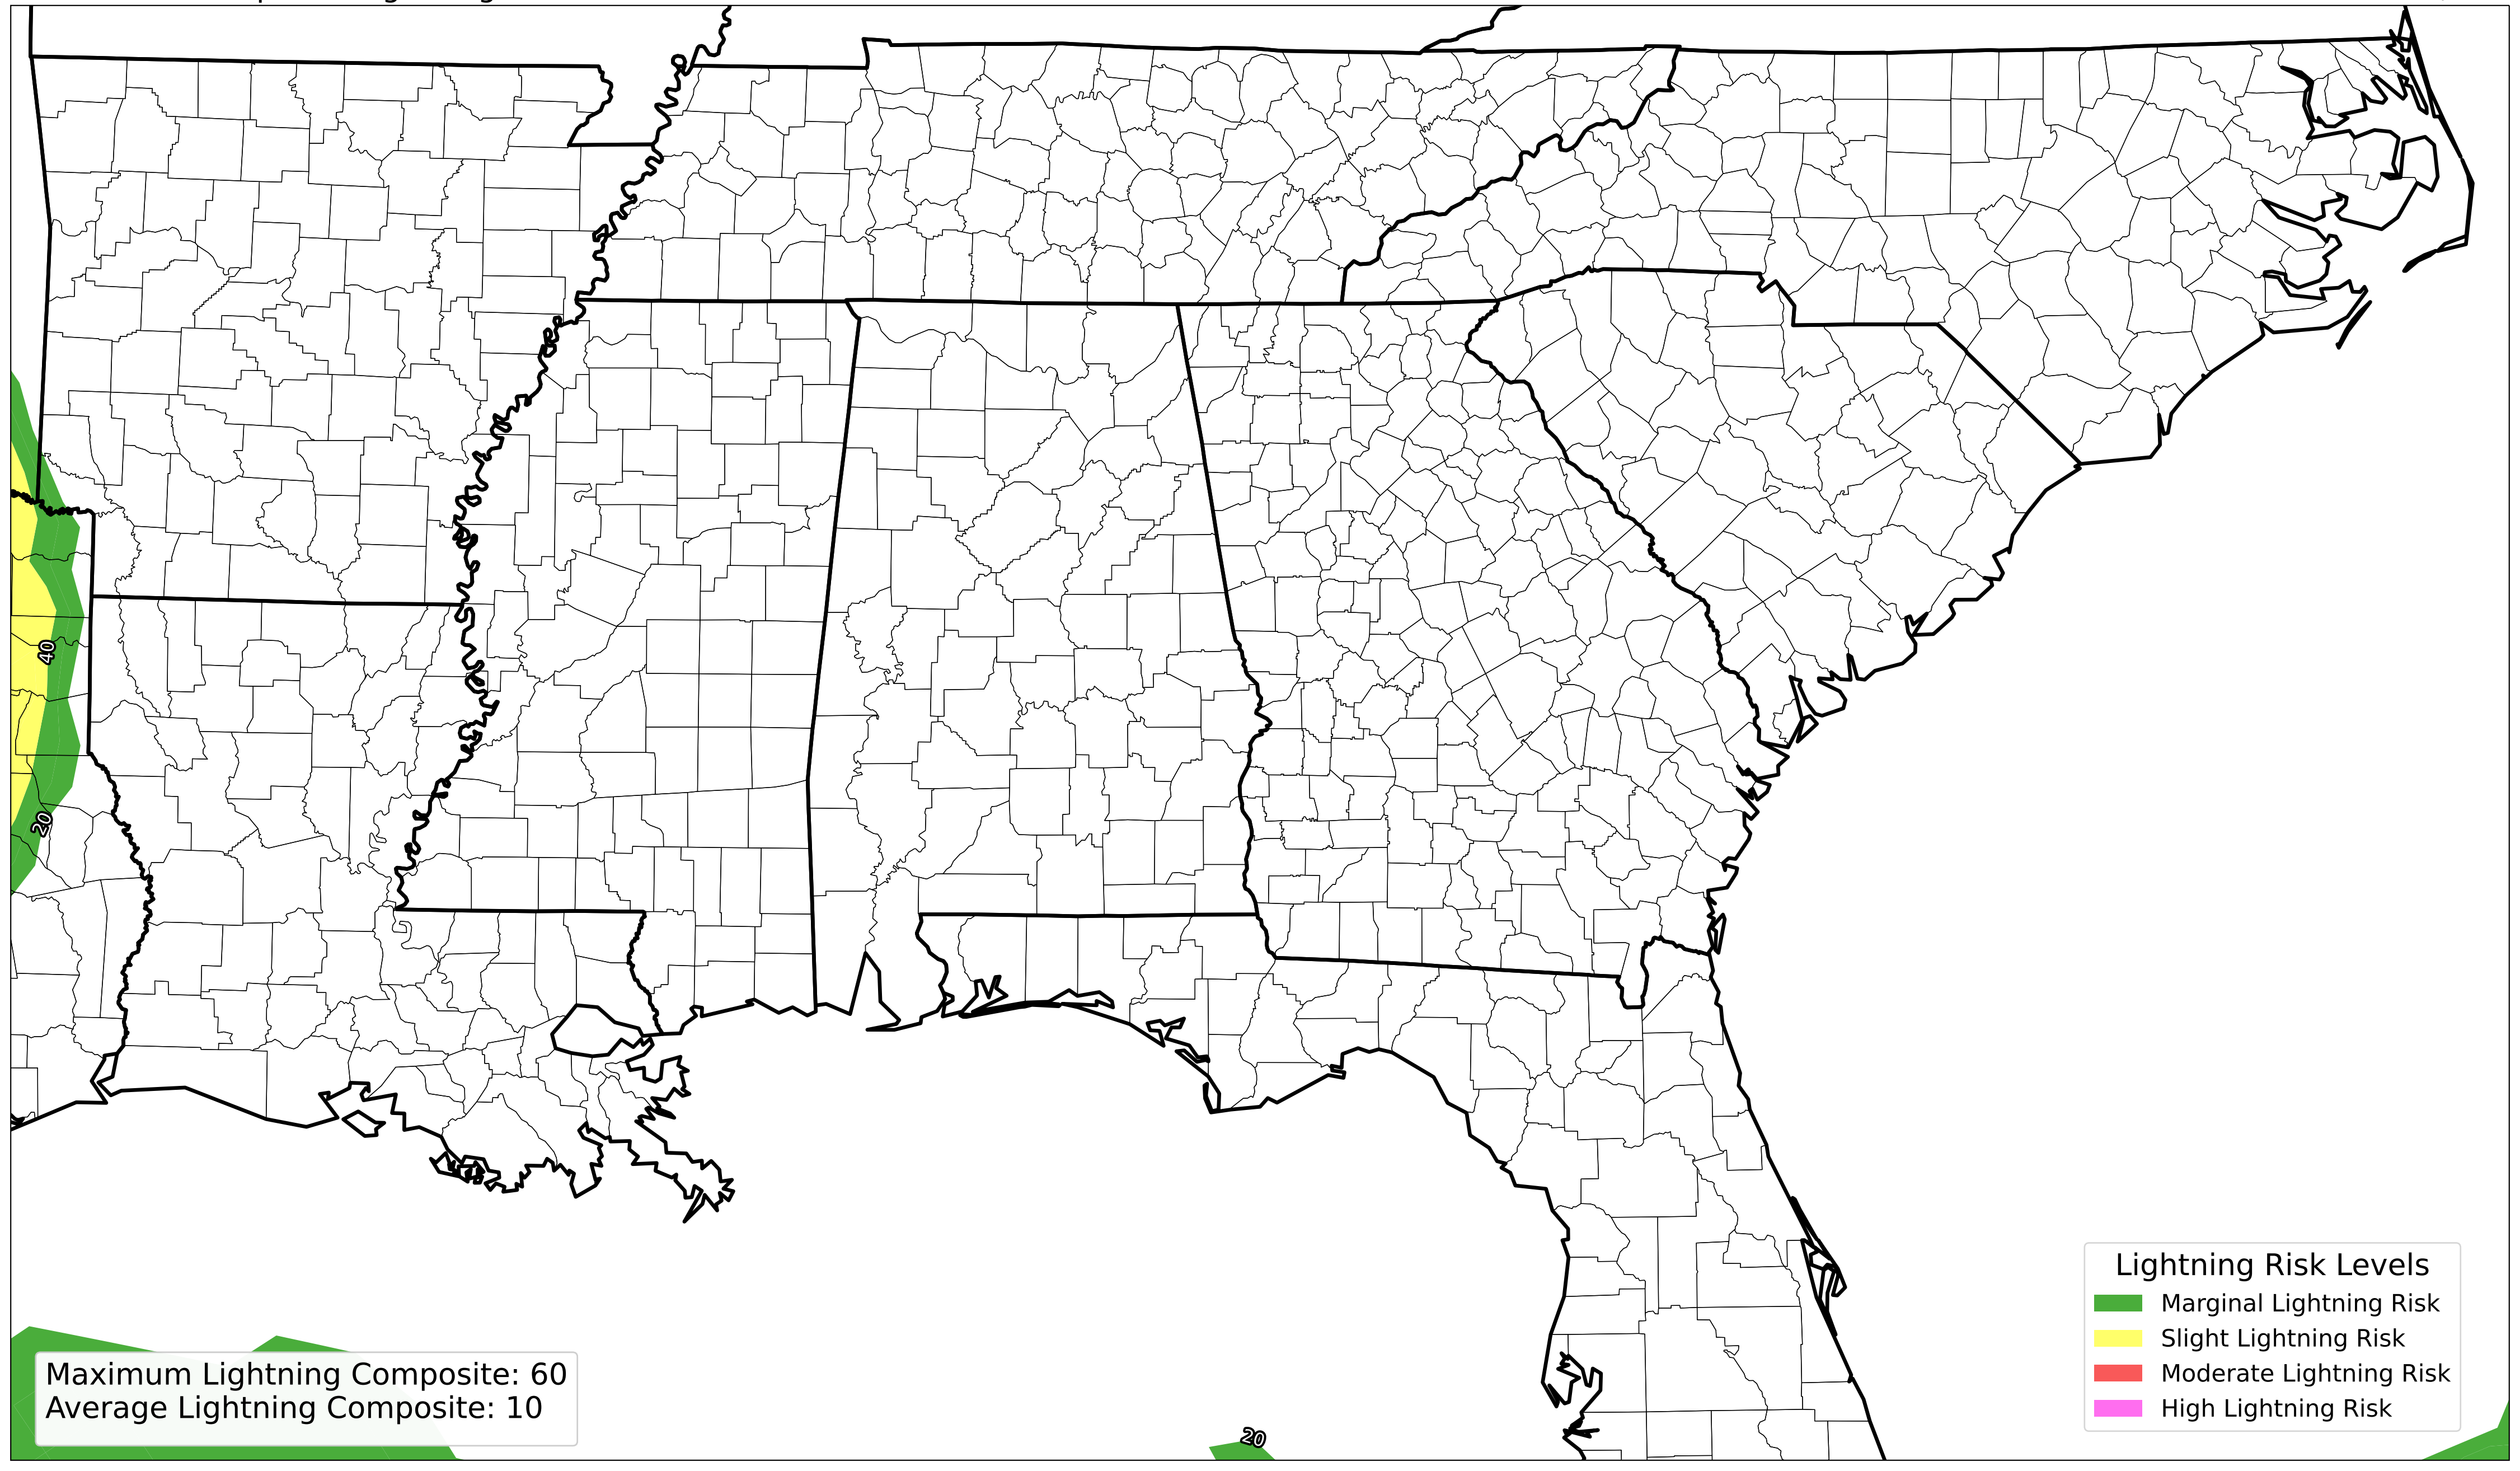 40
20
Maximum Lightning Composite: 60
Average Lightning Composite: 10
20
Lightning Risk Levels
Marginal Lightning Risk
Slight Lightning Risk
Moderate Lightning Risk
High Lightning Risk